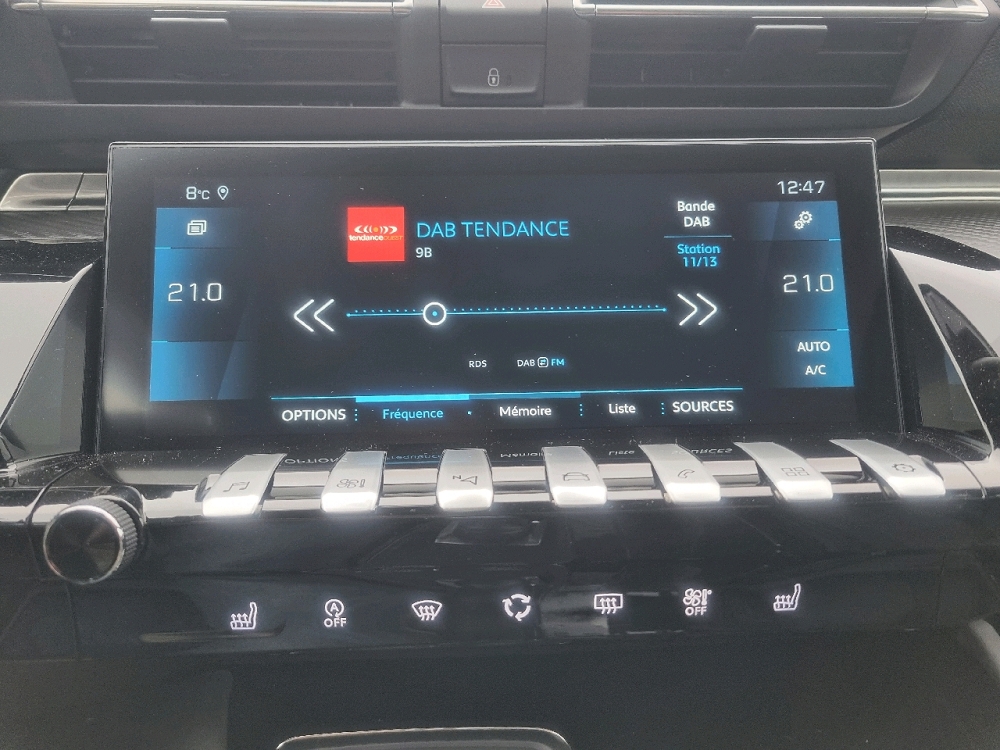 8°C
12:47
tendanceouest
DAB TENDANCE
9B
Bande
DAB
Station
11/13
21.0
21.0
RDS
DAB FM
AUTO
A/C
OPTIONS
Fréquence
Mémoire
Liste
SOURCES
A
OFF
OFF